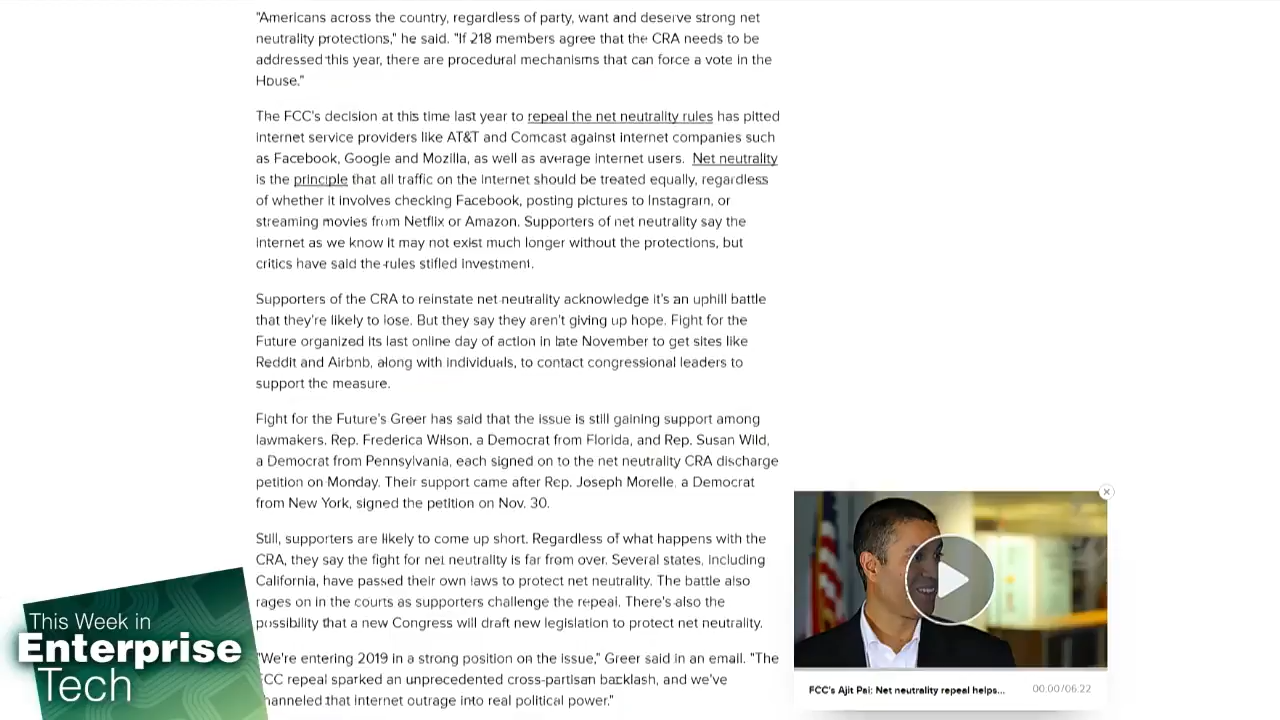 "Americans across the country, regardless of party, want and deserve strong net
neutrality protections," he said. "If 218 members agree that the CRA needs to be
addressed this year, there are procedural mechanisms that can force a vote in the
House."
The FCC's decision at this time last year to repeal the net neutrality rules has pitted
internet service providers like AT&T and Comcast against internet companies such
as Facebook, Google and Mozilla, as well as average internet users. Net neutrality
is the principle that all traffic on the internet should be treated equally, regardless
of whether it involves checking Facebook, posting pictures to Instagram, or
streaming movies from Netflix or Amazon. Supporters of net neutrality say the
internet as we know it may not exist much longer without the protections, but
critics have said the rules stifled investment.
Supporters of the CRA to reinstate net neutrality acknowledge it's an uphill battle
that they're likely to lose. But they say they aren't giving up hope. Fight for the
Future organized its last online day of action in late November to get sites like
Reddit and Airbnb, along with individuals, to contact congressional leaders to
support the measure.
Fight for the Future's Greer has said that the issue is still gaining support among
lawmakers. Rep. Frederica Wilson, a Democrat from Florida, and Rep. Susan Wild,
a Democrat from Pennsylvania, each signed on to the net neutrality CRA discharge
petition on Monday. Their support came after Rep. Joseph Morelle, a Democrat
from New York, signed the petition on Nov. 30.
Still, supporters are likely to come up short. Regardless of what happens with the
CRA, they say the fight for net neutrality is far from over. Several states, including
California, have passed their own laws to protect net neutrality. The battle also
rages on in the courts as supporters challenge the repeal. There's also the
possibility that a new Congress will draft new legislation to protect net neutrality.
"We're entering 2019 in a strong position on the issue," Greer said in an email. "The
FCC repeal sparked an unprecedented cross-partisan backlash, and we've
channeled that internet outrage into real political power."
This Week in
Enterprise
Tech
FCC's Ajit Pai: Net neutrality repeal helps...
00:00/06:22